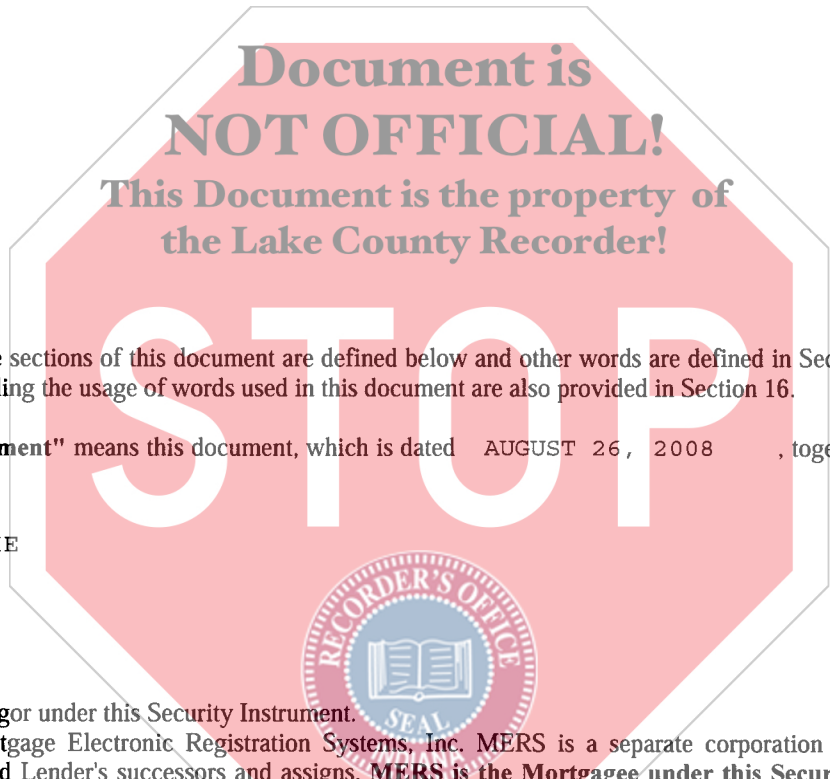 Document is
NOT OFFICIAL!
This Document is the property of
the Lake County Recorder!
STOP
sections of this document are defined below and other words are defined in Sec
ing the usage of words used in this document are also provided in Section 16.
ment" means this document, which is dated AUGUST 26, 2008 , toge
E
RECORDER'S OFFICE
SEAL
INDIANA
gor under this Security Instrument.
tgage Electronic Registration Systems, Inc. MERS is a separate corporation
d Lender's successors and assigns. MERS is the Mortgagee under this Secu